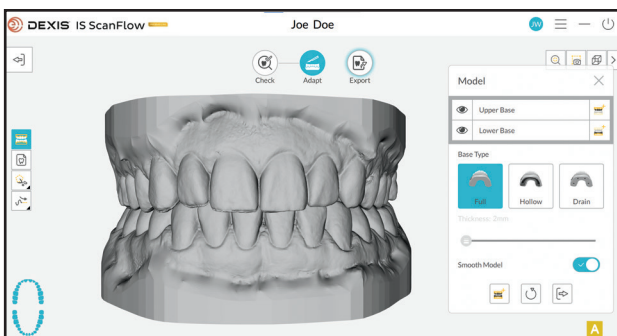 DEXIS IS ScanFlow
Joe Doe
JW
Check
Adapt
Export
Model
Upper Base
Lower Base
Base Type
Full
Hollow
Drain
Thickness: 2mm
Smooth Model
A